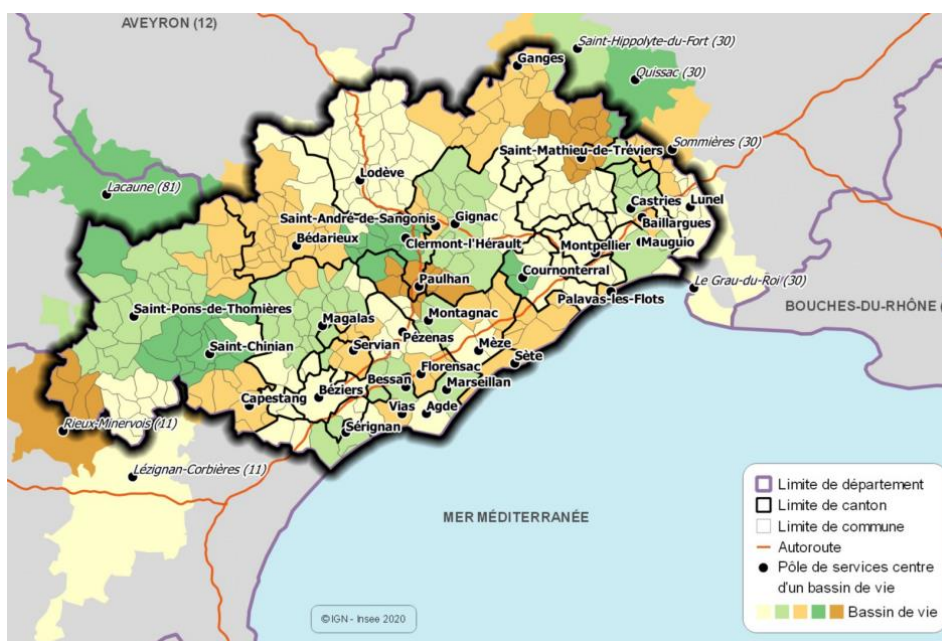 AVEYRON (12)
Saint-Hippolyte-du-Fort (30)
Ganges
Quissac (30)
Saint-Mathieu-de-Tréviers
Sommières (30)
Lacaune (81)
Lodève
Castries
Lunel
Saint-André-de-Sangonis
Gignac
Baillargues
Bédarieux
Clermont-l'Hérault
Montpellier
Mauguio
Paulhan
Cournonterral
Le Grau-du-Roi (30)
Palavas-les-Flots
BOUCHES-DU-RHÔNE (
Saint-Pons-de-Thomières
Magalas
Montagnac
Pézenas
Saint-Chinian
Servian
Mèze
Sète
Florensac
Bessan
Marseillan
Béziers
Capestang
Vias
Agde
Rieux-Minervois (11)
Sérignan
Lézignan-Corbières (11)
MER MÉDITERRANÉE
Limite de département
Limite de canton
Limite de commune
Autoroute
Pôle de services centre
d'un bassin de vie
Bassin de vie
©IGN - Insee 2020